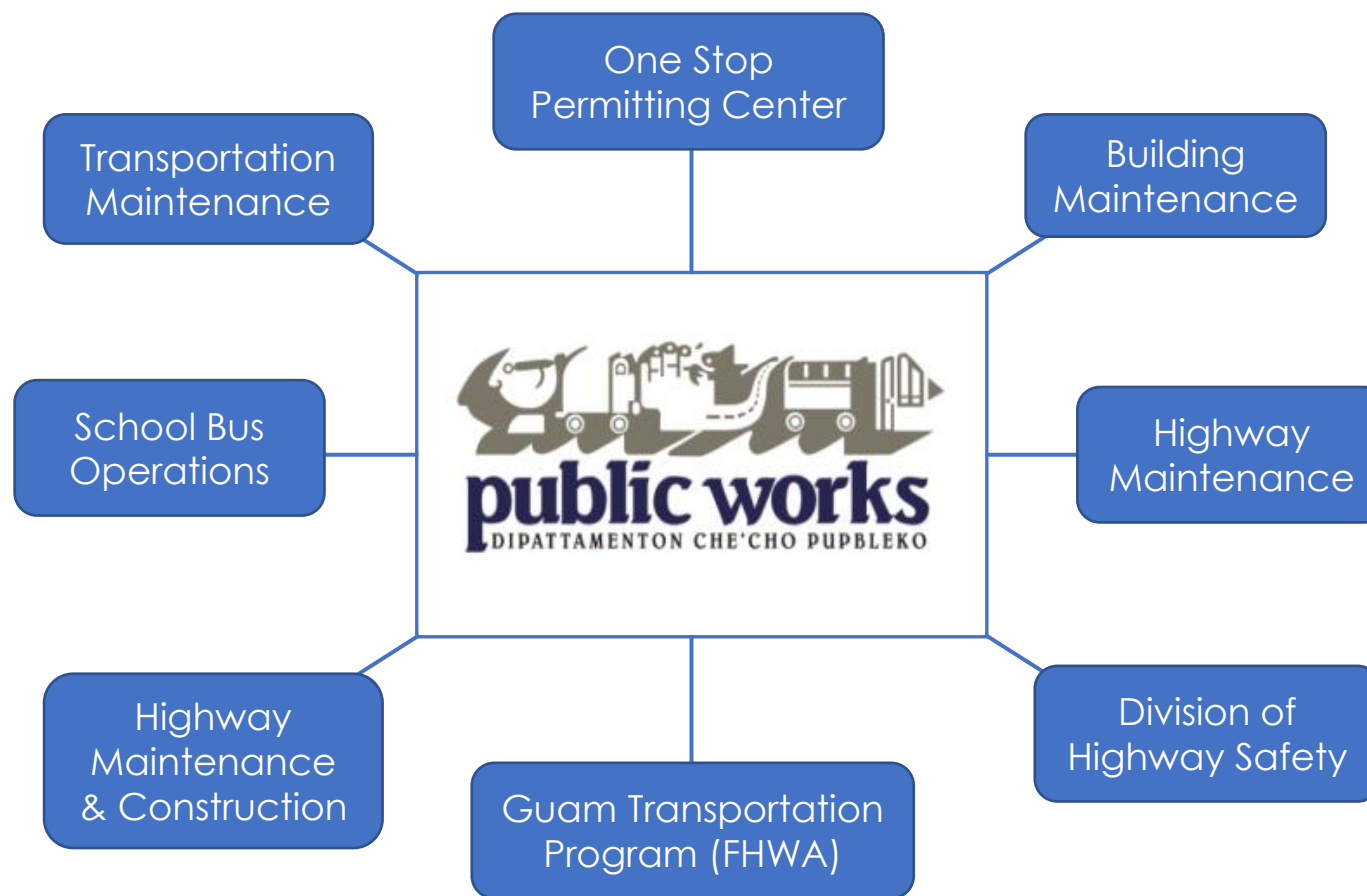 One Stop
Permitting Center
Transportation
Maintenance
Building
Maintenance
School Bus
Operations
public works
DIPATTAMENTON CHE'CHO PUPBLEKO
Highway
Maintenance
Highway
Maintenance
& Construction
Guam Transportation
Program (FHWA)
Division of
Highway Safety